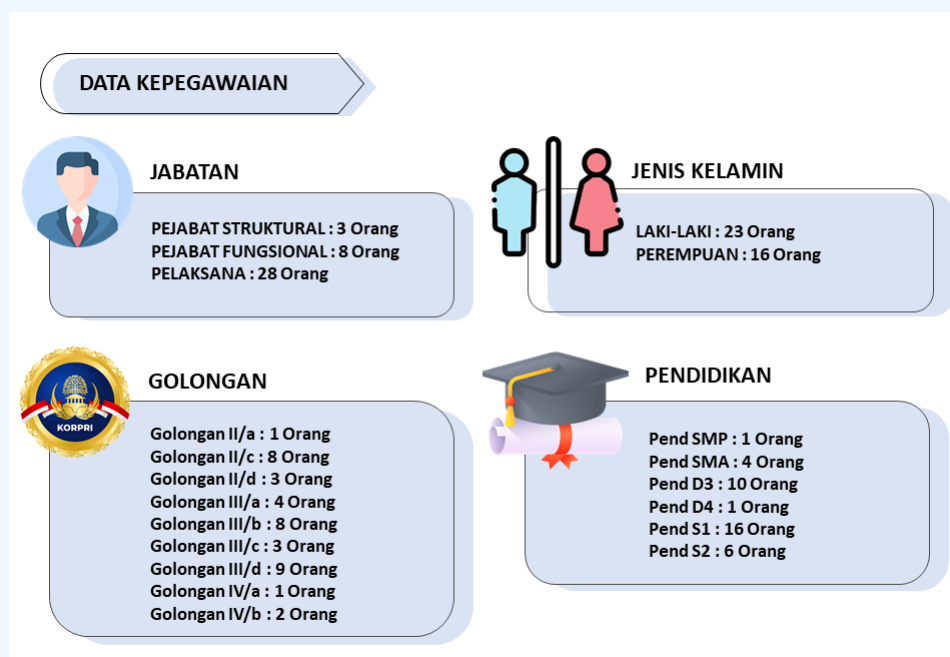 DATA KEPEGAWAIAN
JABATAN
PEJABAT STRUKTURAL : 3 Orang
PEJABAT FUNGSIONAL : 8 Orang
PELAKSANA : 28 Orang
JENIS KELAMIN
LAKI-LAKI : 23 Orang
PEREMPUAN : 16 Orang
KORPRI
GOLONGAN
Golongan II/a : 1 Orang
Golongan II/c : 8 Orang
Golongan II/d : 3 Orang
Golongan III/a : 4 Orang
Golongan III/b : 8 Orang
Golongan III/c : 3 Orang
Golongan III/d : 9 Orang
Golongan IV/a : 1 Orang
Golongan IV/b : 2 Orang
PENDIDIKAN
Pend SMP : 1 Orang
Pend SMA : 4 Orang
Pend D3 : 10 Orang
Pend D4 : 1 Orang
Pend S1 : 16 Orang
Pend S2 : 6 Orang